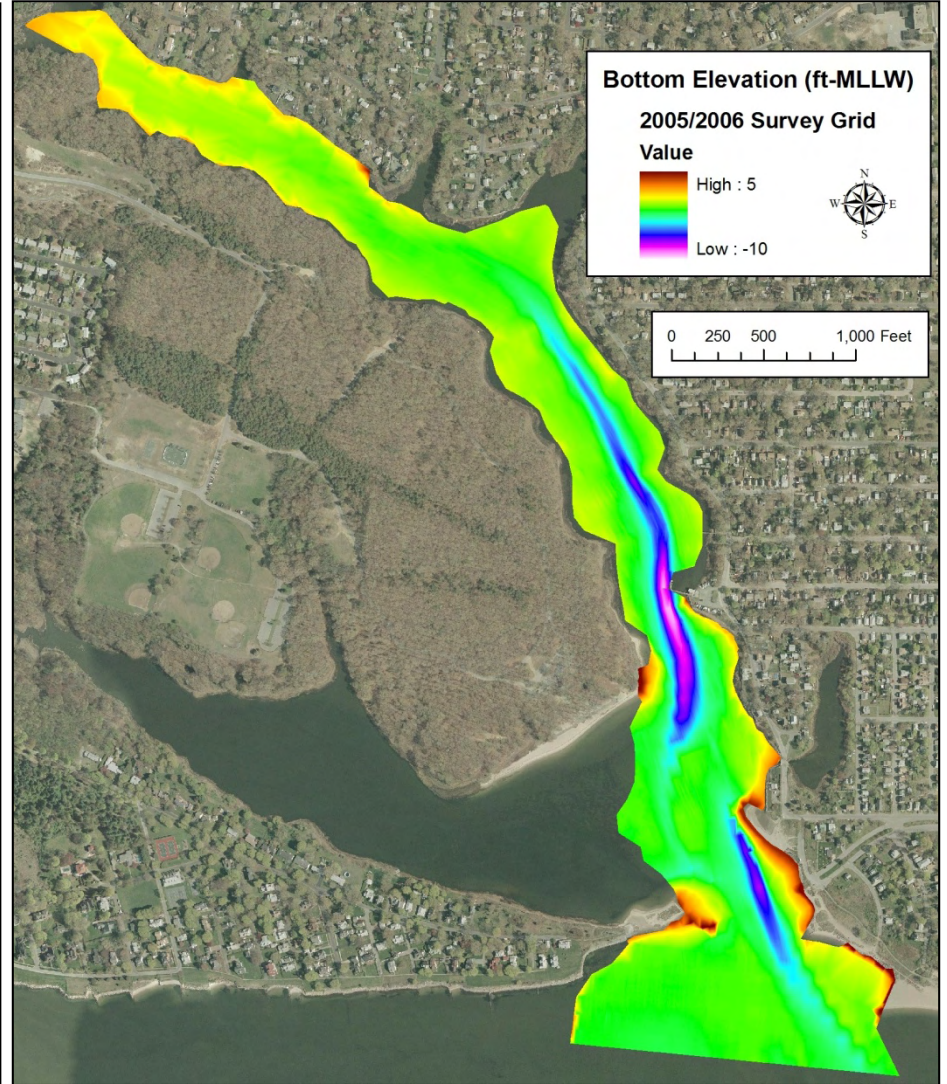 Bottom Elevation (ft-MLLW)
2005/2006 Survey Grid
Value
High : 5
Low : -10
N
W E
S
0 250 500 1,000 Feet